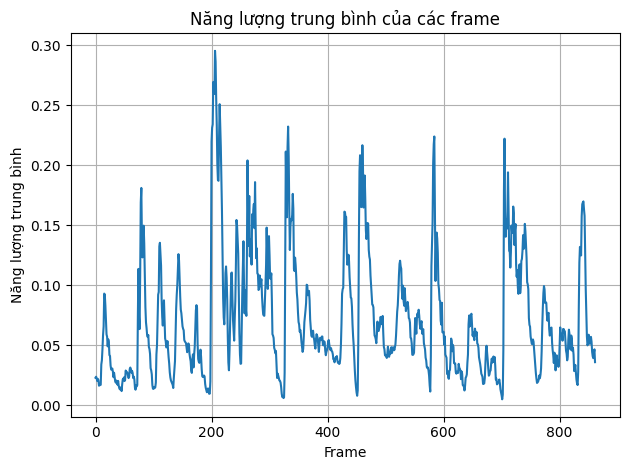 Năng lượng trung bình của các frame
Năng lượng trung bình
0.30
0.25
0.20
0.15
0.10
0.05
0.00
0 200 400 600 800
Frame